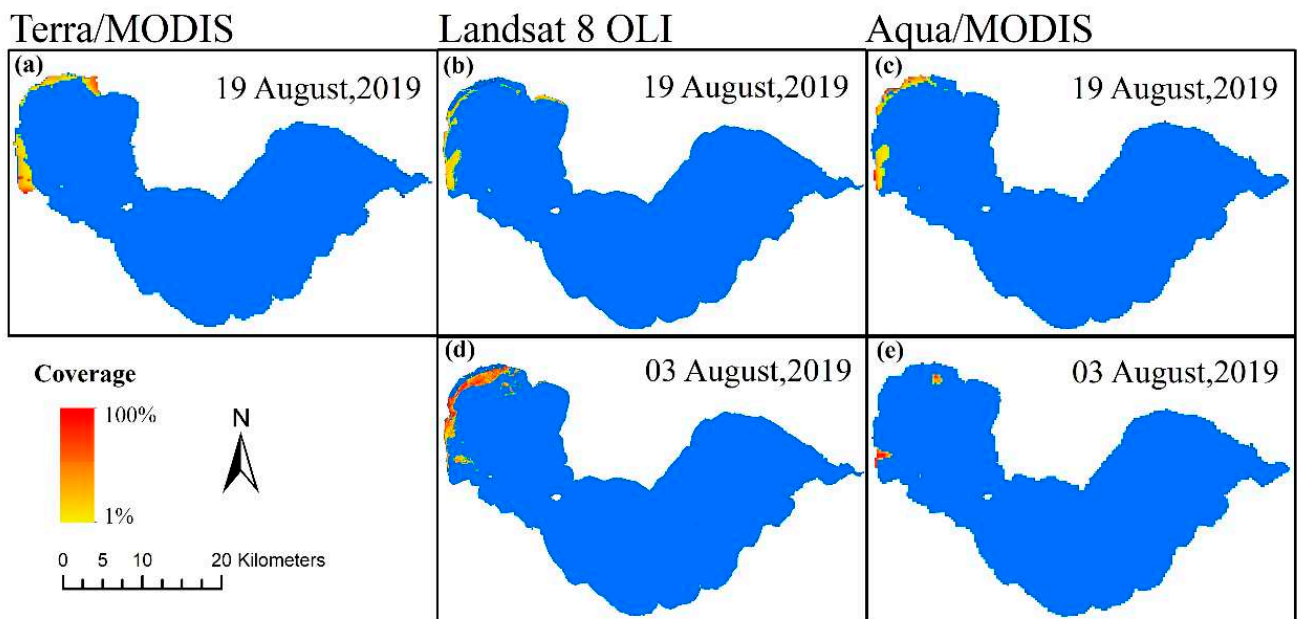 Terra/MODIS
Landsat 8 OLI
Aqua/MODIS
(a)
19 August,2019
(b)
19 August,2019
(c)
19 August,2019
Coverage
100%
1%
N
0 5 10 20 Kilometers
(d)
03 August,2019
(e)
03 August,2019